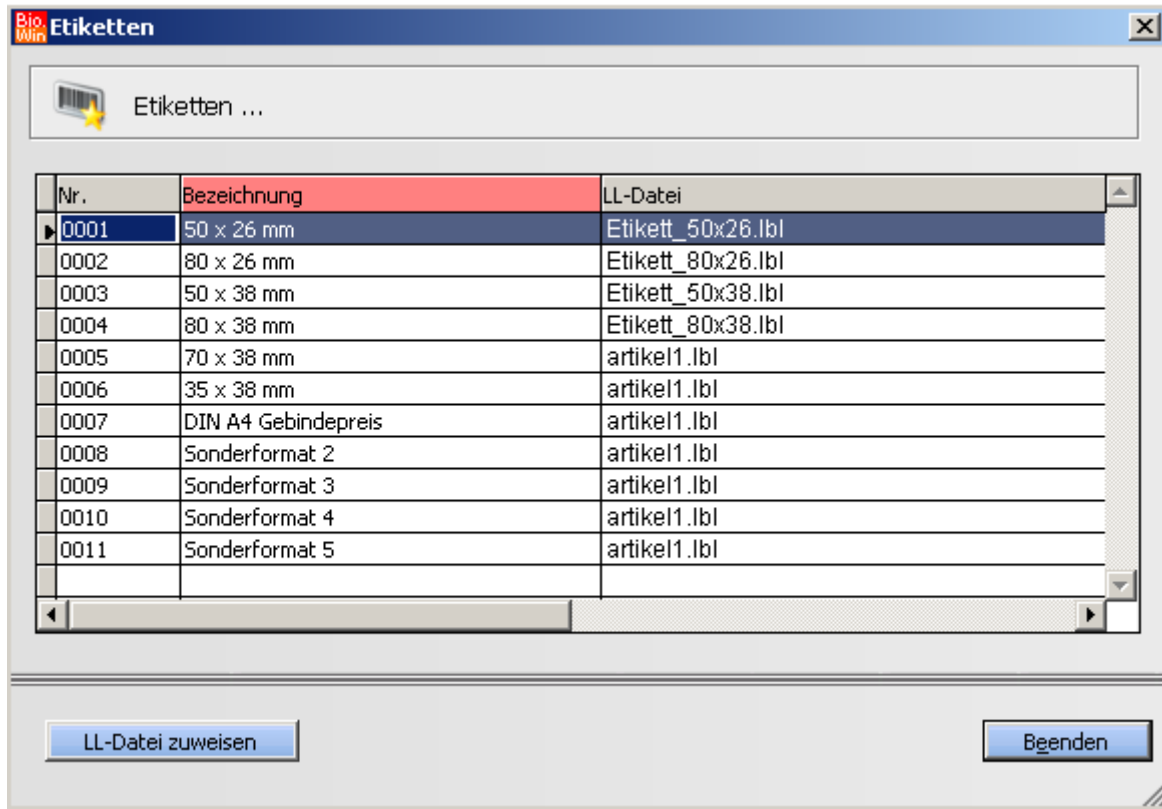 Bio Win Etiketten
Etiketten ...
Nr. Bezeichnung LL-Datei
0001 50 x 26 mm Etikett_50x26.lbl
0002 80 x 26 mm Etikett_80x26.lbl
0003 50 x 38 mm Etikett_50x38.lbl
0004 80 x 38 mm Etikett_80x38.lbl
0005 70 x 38 mm artikel1.lbl
0006 35 x 38 mm artikel1.lbl
0007 DIN A4 Gebindepreis artikel1.lbl
0008 Sonderformat 2 artikel1.lbl
0009 Sonderformat 3 artikel1.lbl
0010 Sonderformat 4 artikel1.lbl
0011 Sonderformat 5 artikel1.lbl
LL-Datei zuweisen Beenden